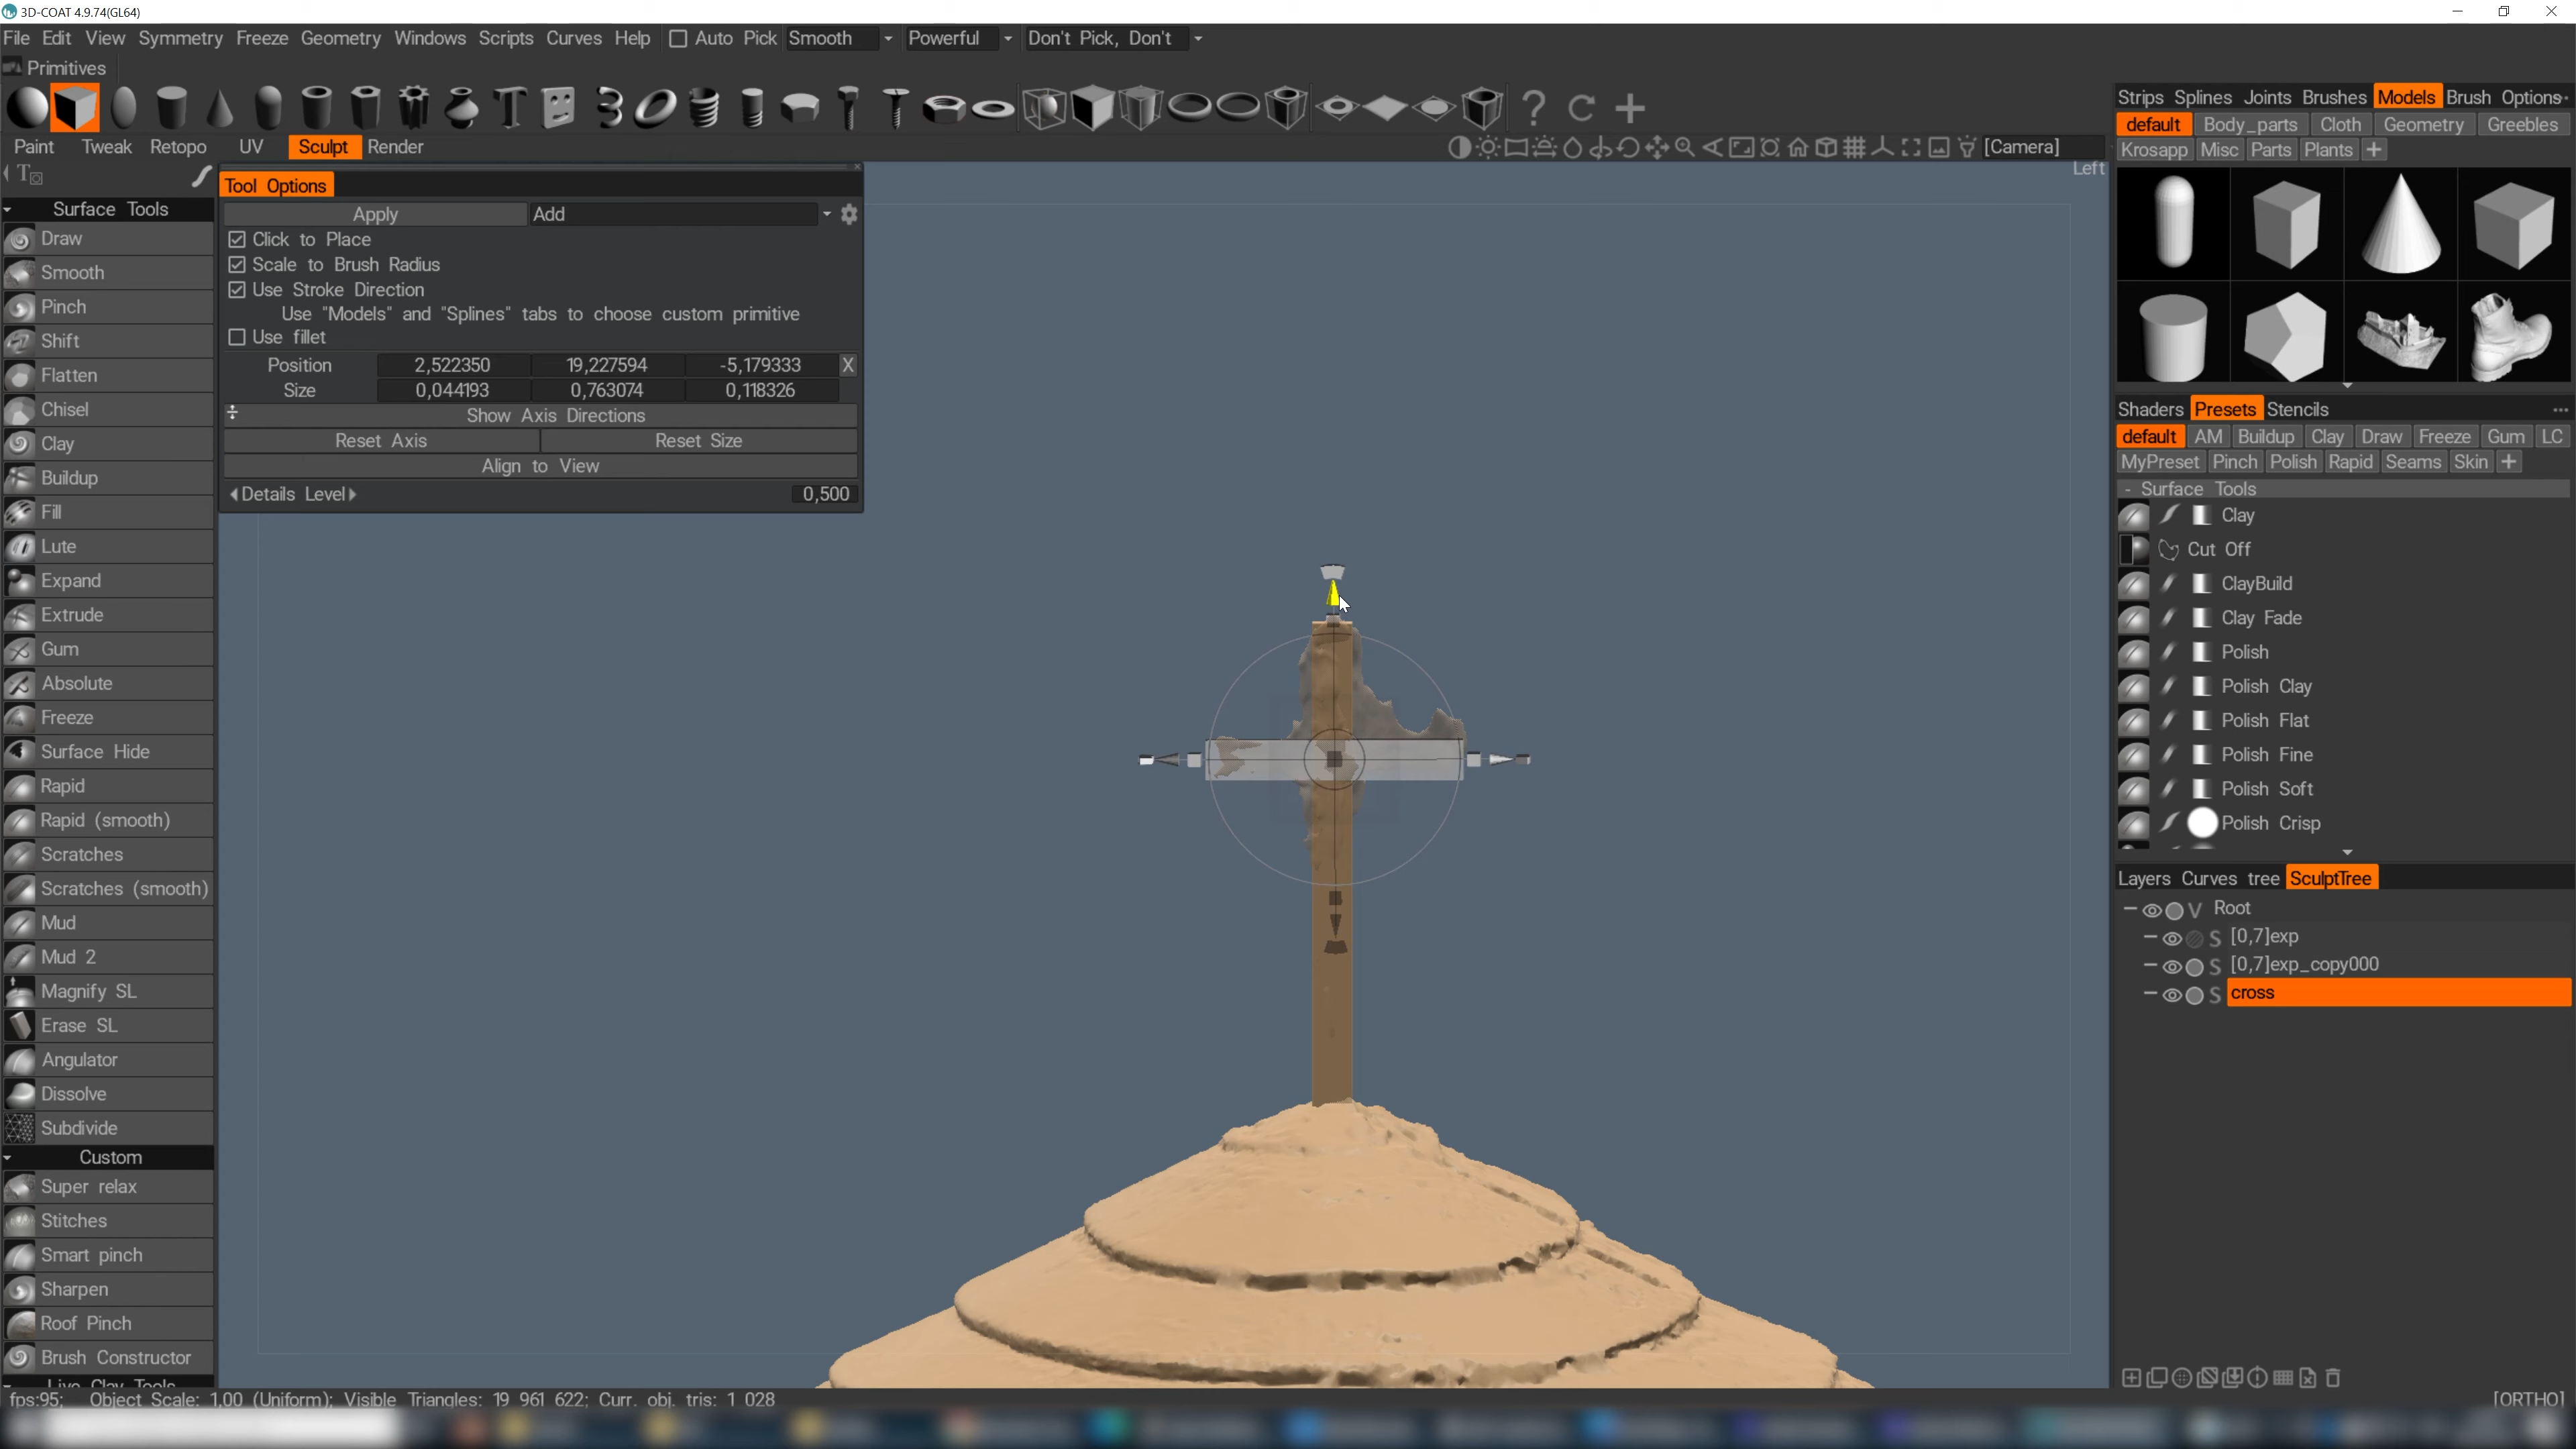 3D-COAT 4.9.74(GL64)
File Edit View Symmetry Freeze Geometry Windows Scripts Curves Help Auto Pick Smooth Powerful Don't Pick, Don't
Primitives
Strips Splines Joints Brushes Models Brush Options
default Body_parts Cloth Geometry Greebles
Krosapp Misc Parts Plants +
Paint Tweak Retopo UV Sculpt Render
[Camera]
Left
Tool Options
Apply Add
Click to Place
Scale to Brush Radius
Use Stroke Direction
Use "Models" and "Splines" tabs to choose custom primitive
Use fillet
Position 2,522350 19,227594 -5,179333 X
Size 0,044193 0,763074 0,118326
Show Axis Directions
Reset Axis Reset Size
Align to View
Details Level 0,500
Surface Tools
Draw
Smooth
Pinch
Shift
Flatten
Chisel
Clay
Buildup
Fill
Lute
Expand
Extrude
Gum
Absolute
Freeze
Surface Hide
Rapid
Rapid (smooth)
Scratches
Scratches (smooth)
Mud
Mud 2
Magnify SL
Erase SL
Angulator
Dissolve
Subdivide
Custom
Super relax
Stitches
Smart pinch
Sharpen
Roof Pinch
Brush Constructor
Live Clay Tools
Shaders Presets Stencils
default AM Buildup Clay Draw Freeze Gum LC
MyPreset Pinch Polish Rapid Seams Skin +
- Surface Tools
Clay
Cut Off
ClayBuild
Clay Fade
Polish
Polish Clay
Polish Flat
Polish Fine
Polish Soft
Polish Crisp
Layers Curves tree SculptTree
V Root
S [0,7]exp
S [0,7]exp_copy000
S cross
fps:95; Object Scale: 1,00 (Uniform); Visible Triangles: 19 961 622; Curr. obj. tris: 1 028
[ORTHO]